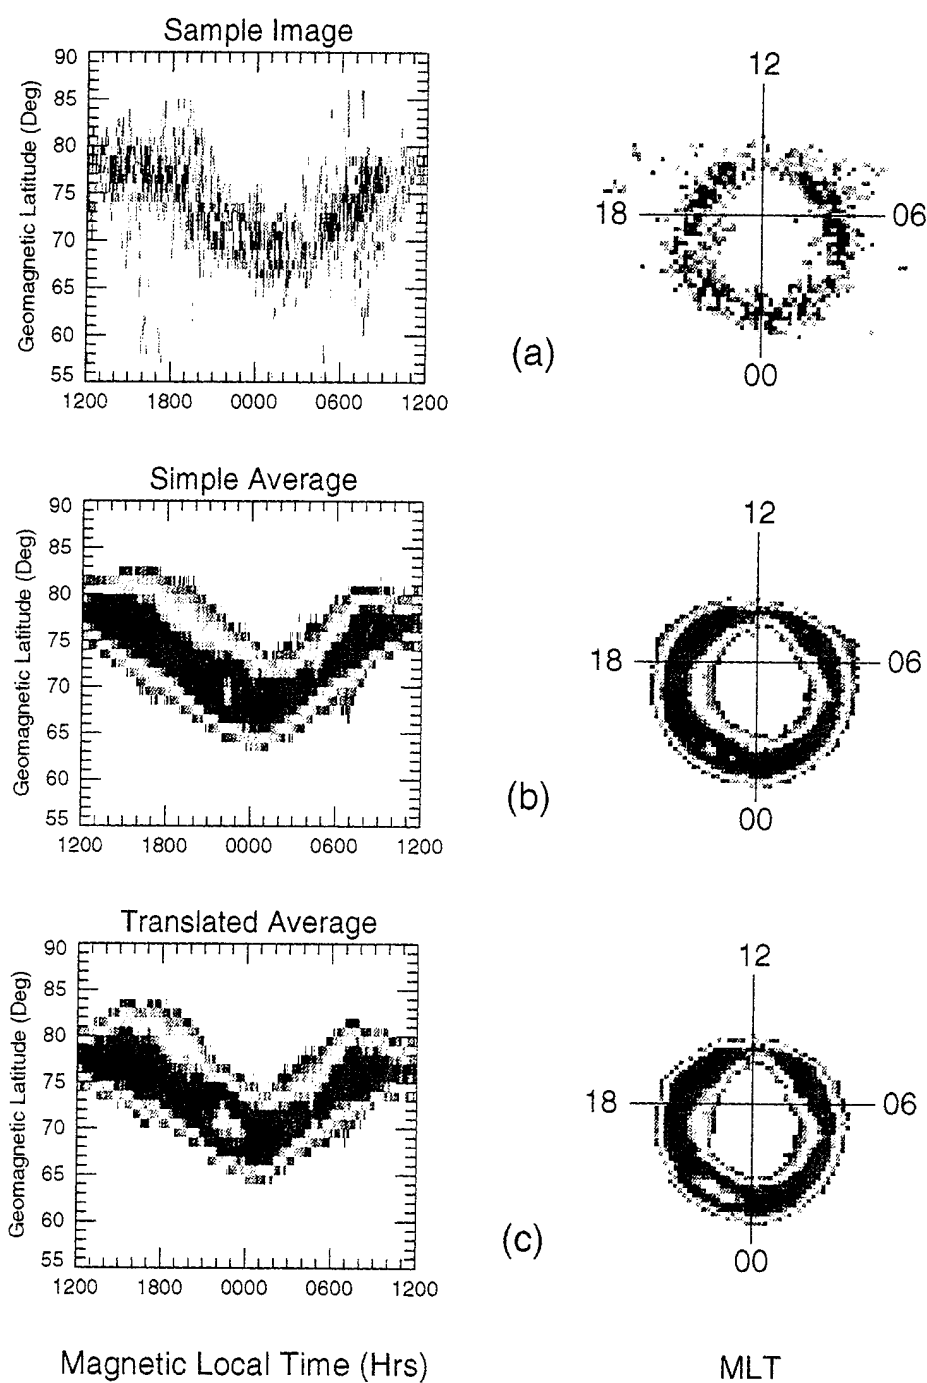 Sample Image
90
85
80
75
70
65
60
55
Geomagnetic Latitude (Deg)
1200 1800 0000 0600 1200
12
18
06
00
(a)
Simple Average
90
85
80
75
70
65
60
55
Geomagnetic Latitude (Deg)
1200 1800 0000 0600 1200
12
18
06
00
(b)
Translated Average
90
85
80
75
70
65
60
55
Geomagnetic Latitude (Deg)
1200 1800 0000 0600 1200
12
18
06
00
(c)
Magnetic Local Time (Hrs)
MLT